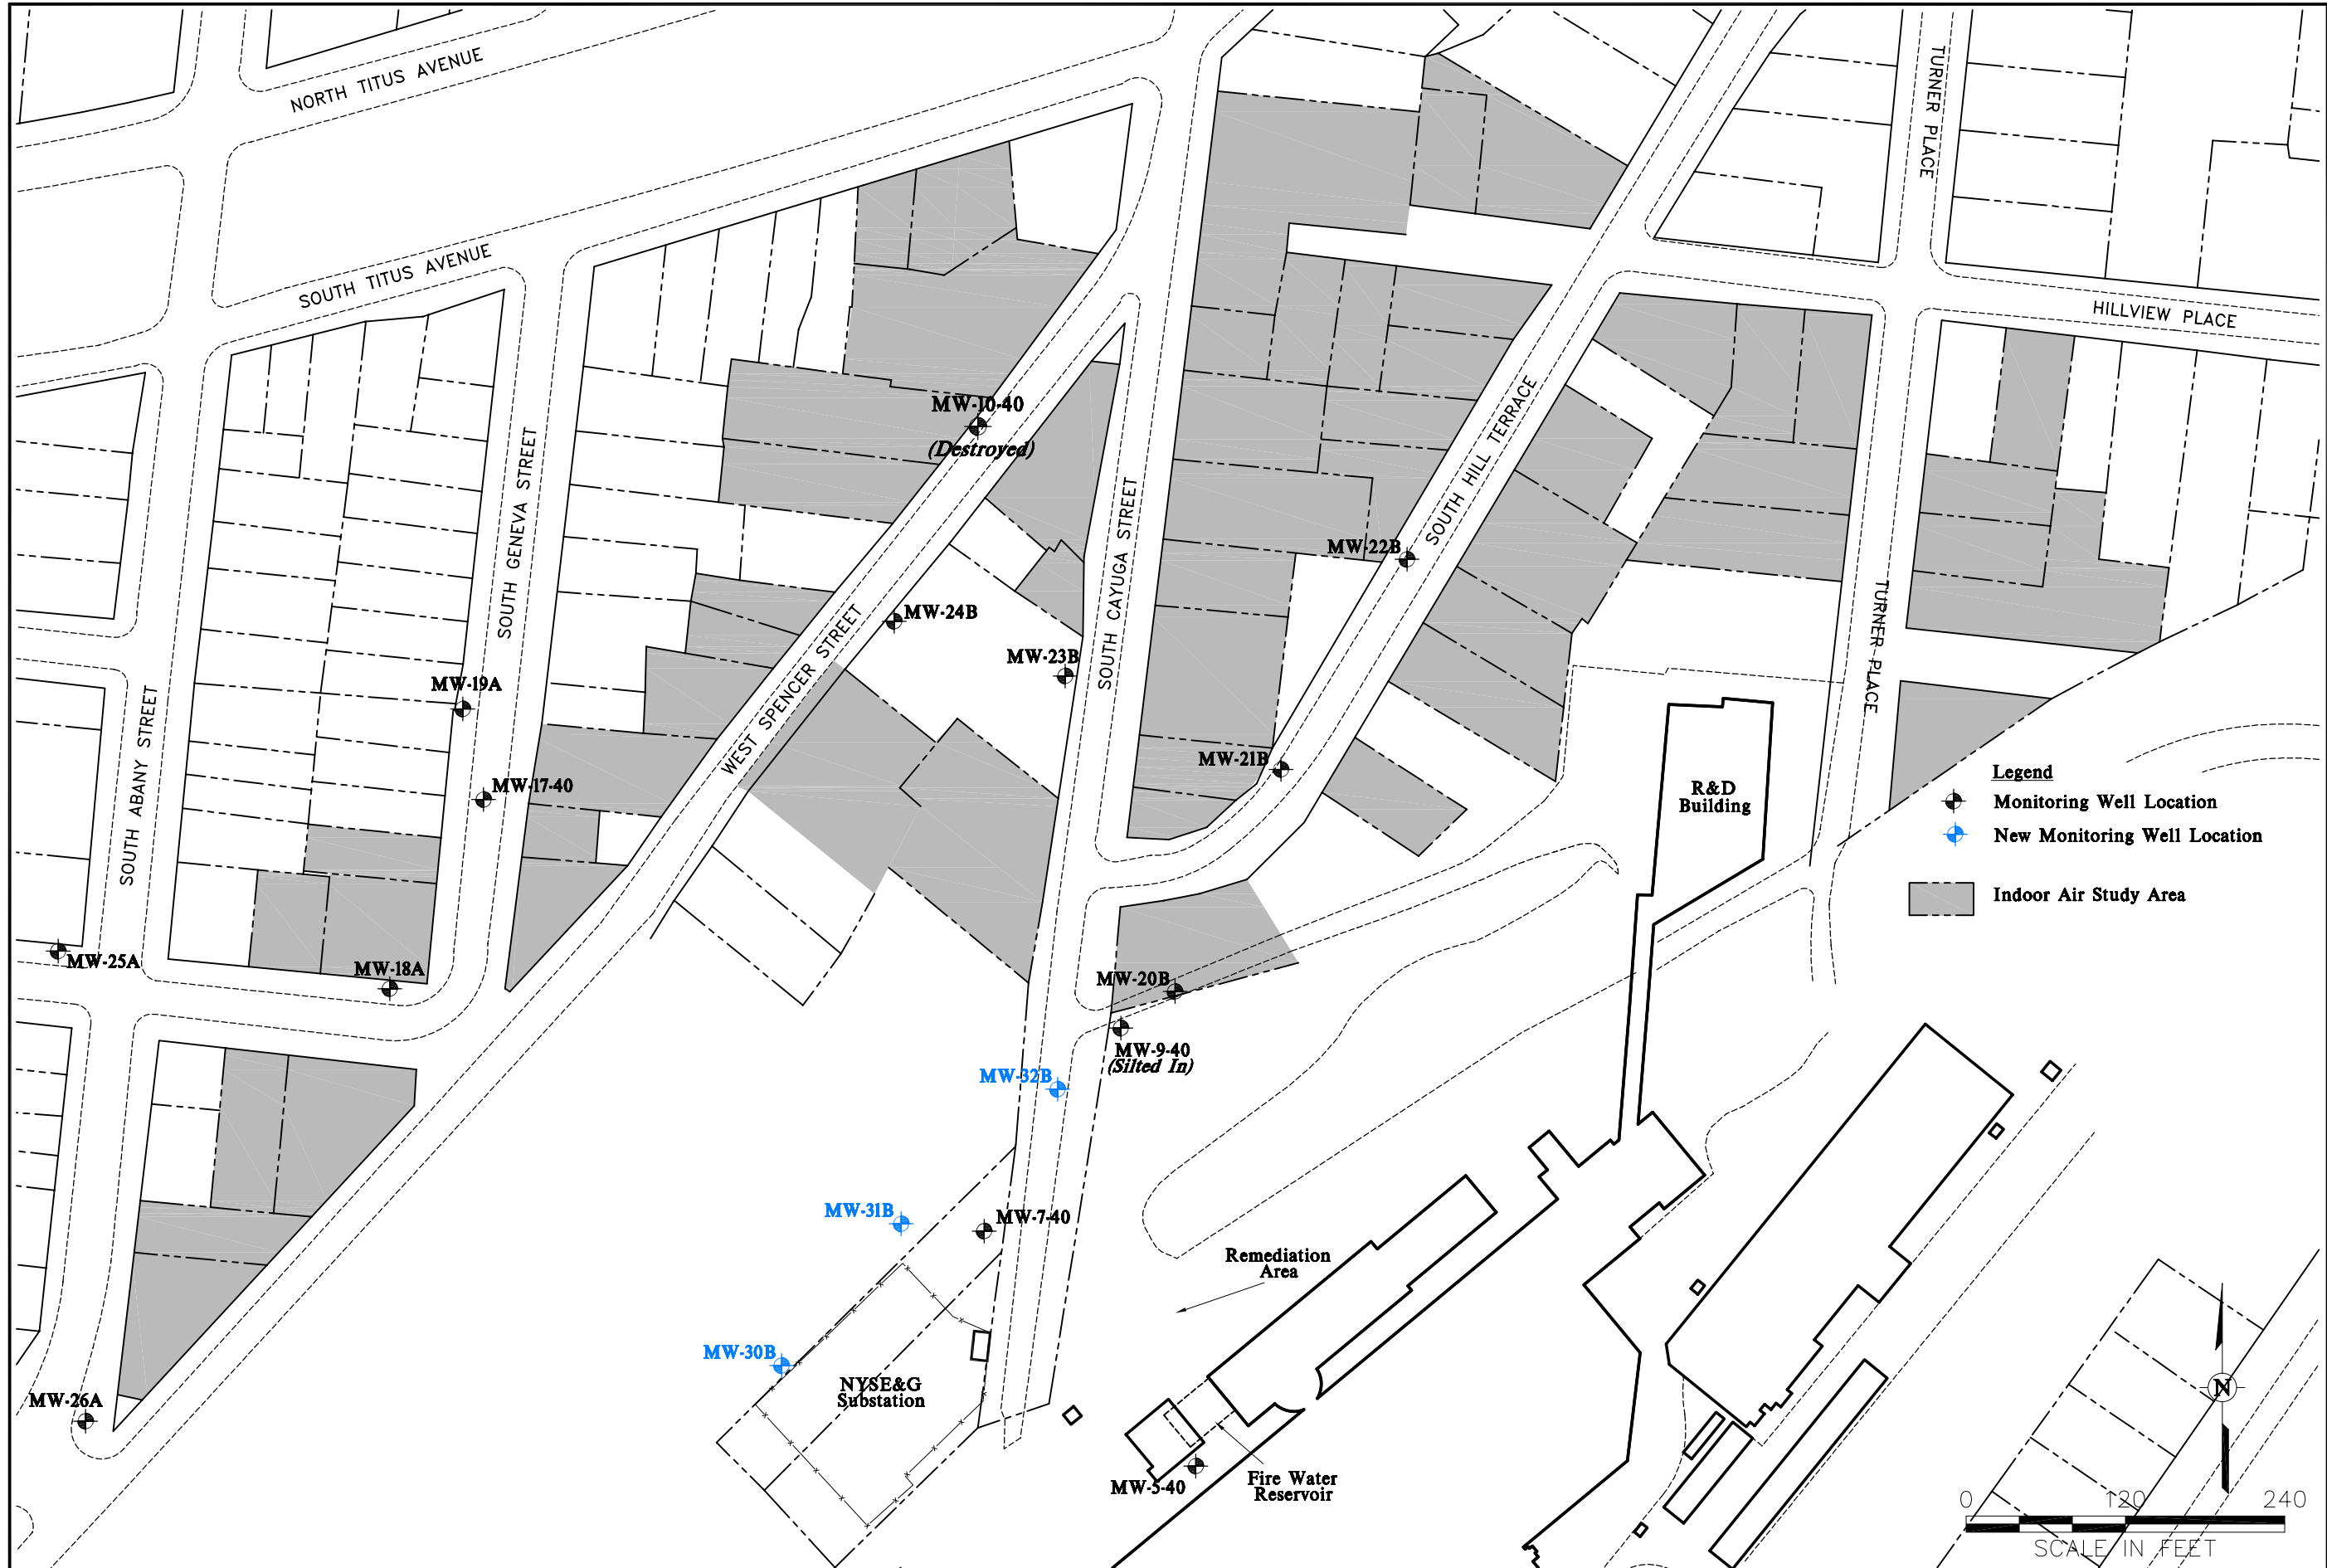 NORTH TITUS AVENUE
TURNER PLACE
SOUTH TITUS AVENUE
HILLVIEW PLACE
MW-10-40
(Destroyed)
SOUTH HILL TERRACE
SOUTH GENEVA STREET
SOUTH CAYUGA STREET
MW-22B
MW-24B
WEST SPENCER STREET
TURNER PLACE
MW-23B
MW-19A
SOUTH ABANY STREET
MW-21B
MW-17-40
R&D
Building
Legend
Monitoring Well Location
New Monitoring Well Location
Indoor Air Study Area
MW-25A
MW-18A
MW-20B
MW-9-40
(Silted In)
MW-32B
MW-31B
MW-7-40
Remediation
Area
MW-30B
NYSE&G
Substation
MW-26A
N
MW-5-40
Fire Water
Reservoir
0 120 240
SCALE IN FEET